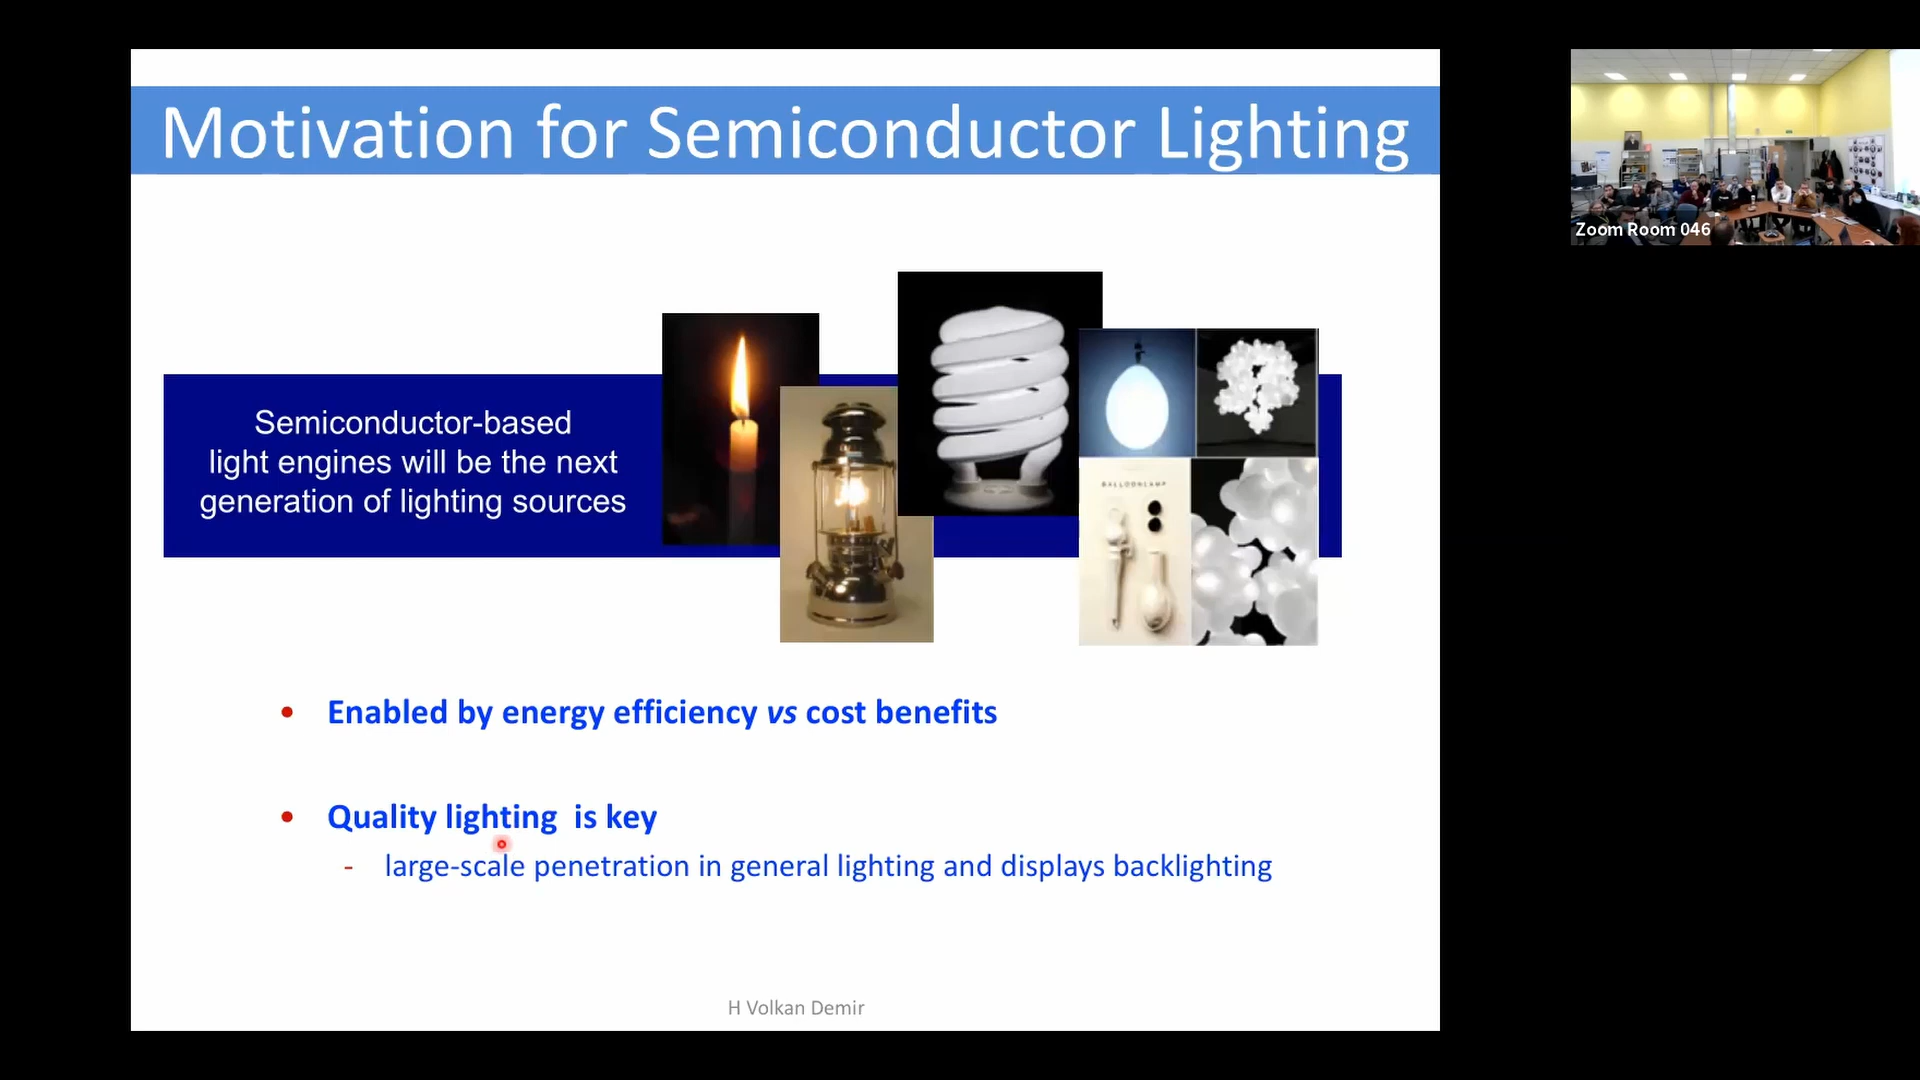 Motivation for Semiconductor Lighting
Semiconductor-based
light engines will be the next
generation of lighting sources
BALLOONLAMP
• Enabled by energy efficiency vs cost benefits
• Quality lighting  is key
- large-scale penetration in general lighting and displays backlighting
H Volkan Demir
Zoom Room 046